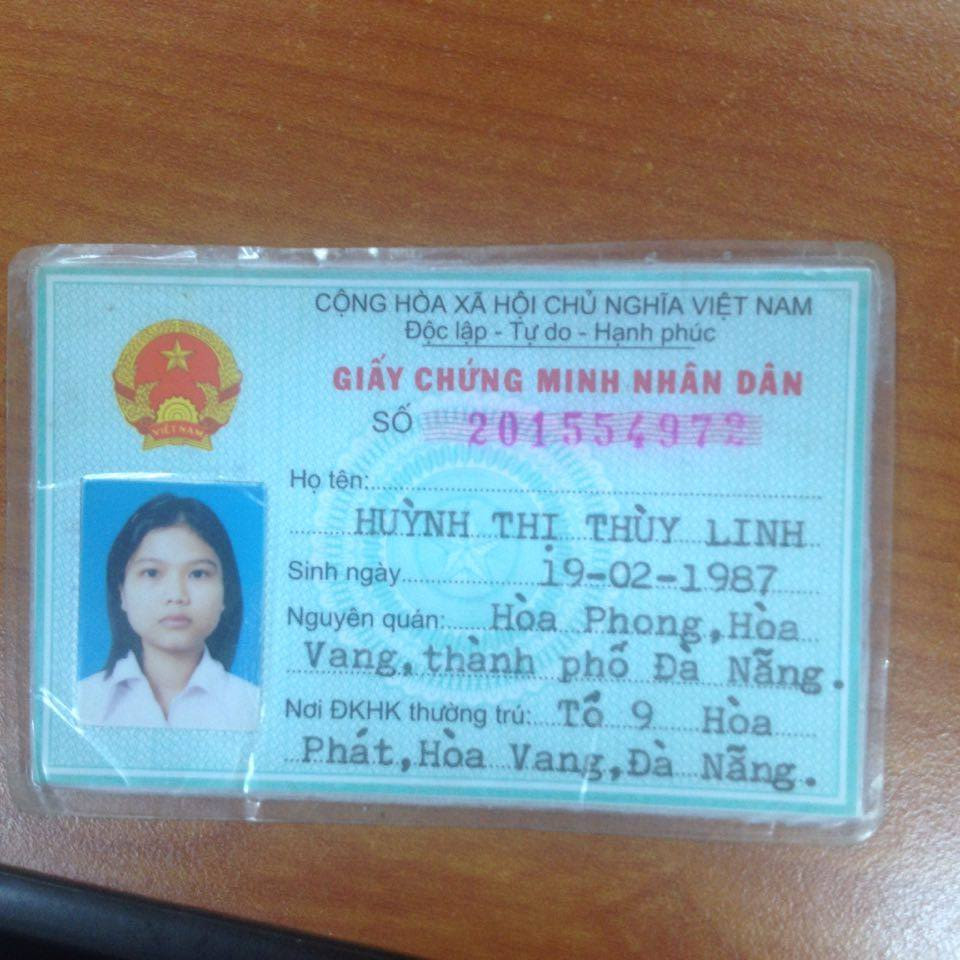 CỘNG HÒA XÃ HỘI CHỦ NGHĨA VIỆT NAM
Độc lập - Tự do - Hạnh phúc
GIẤY CHỨNG MINH NHÂN DÂN
SỐ 201554972
VIỆT NAM
Họ tên:
HUỲNH THỊ THÙY LINH
Sinh ngày 19-02-1987
Nguyên quán: Hòa Phong,Hòa
Vang,thành phố Đà Nẵng.
Nơi ĐKHK thường trú: Tổ 9 Hòa
Phát,Hòa Vang,Đà Nẵng.